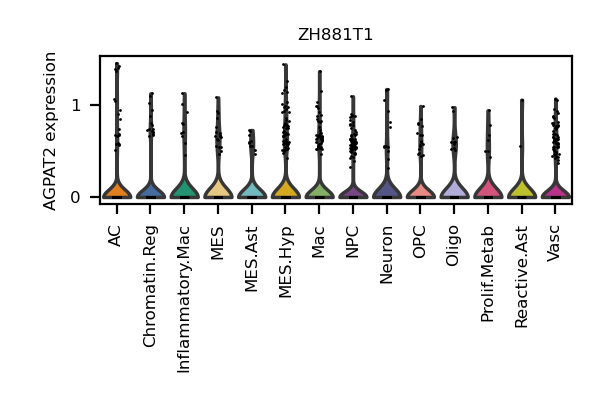 ZH881T1
AGPAT2 expression
1
0
AC
Chromatin.Reg
Inflammatory.Mac
MES
MES.Ast
MES.Hyp
Mac
NPC
Neuron
OPC
Oligo
Prolif.Metab
Reactive.Ast
Vasc